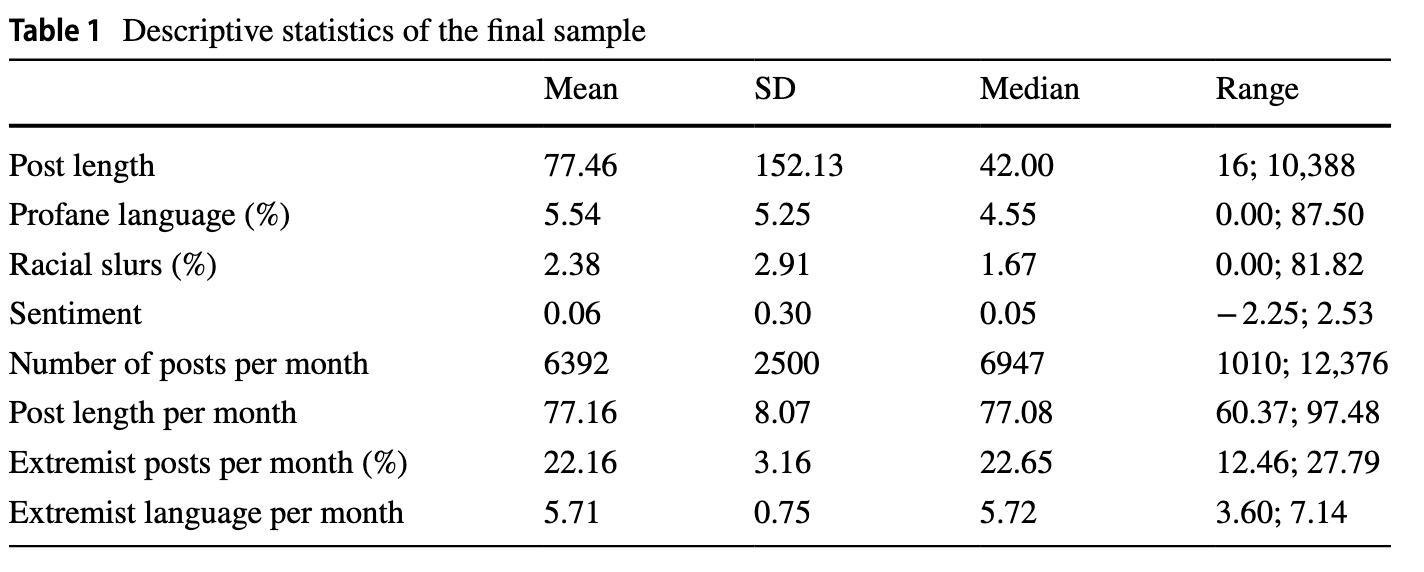 Table 1 Descriptive statistics of the final sample
Mean SD Median Range
Post length 77.46 152.13 42.00 16; 10,388
Profane language (%) 5.54 5.25 4.55 0.00; 87.50
Racial slurs (%) 2.38 2.91 1.67 0.00; 81.82
Sentiment 0.06 0.30 0.05 −2.25; 2.53
Number of posts per month 6392 2500 6947 1010; 12,376
Post length per month 77.16 8.07 77.08 60.37; 97.48
Extremist posts per month (%) 22.16 3.16 22.65 12.46; 27.79
Extremist language per month 5.71 0.75 5.72 3.60; 7.14